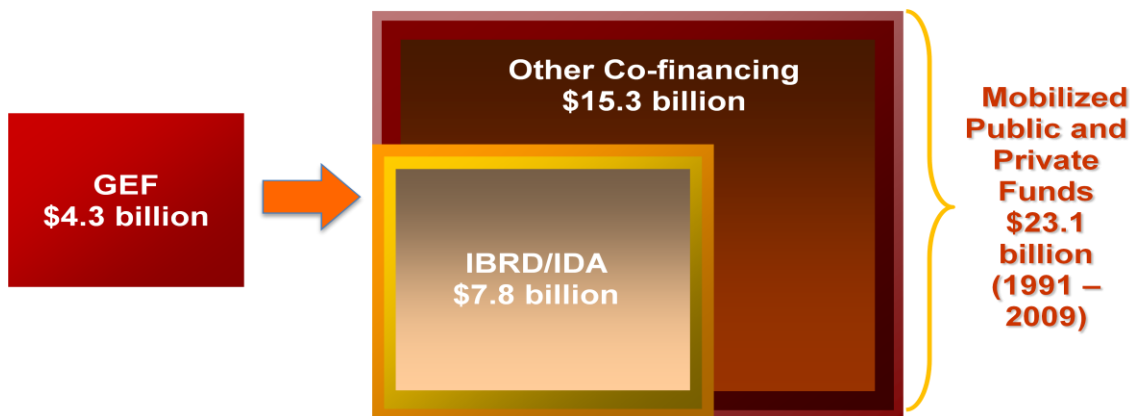 GEF
$4.3 billion
Other Co-financing
$15.3 billion
IBRD/IDA
$7.8 billion
Mobilized
Public and
Private
Funds
$23.1
billion
(1991 –
2009)